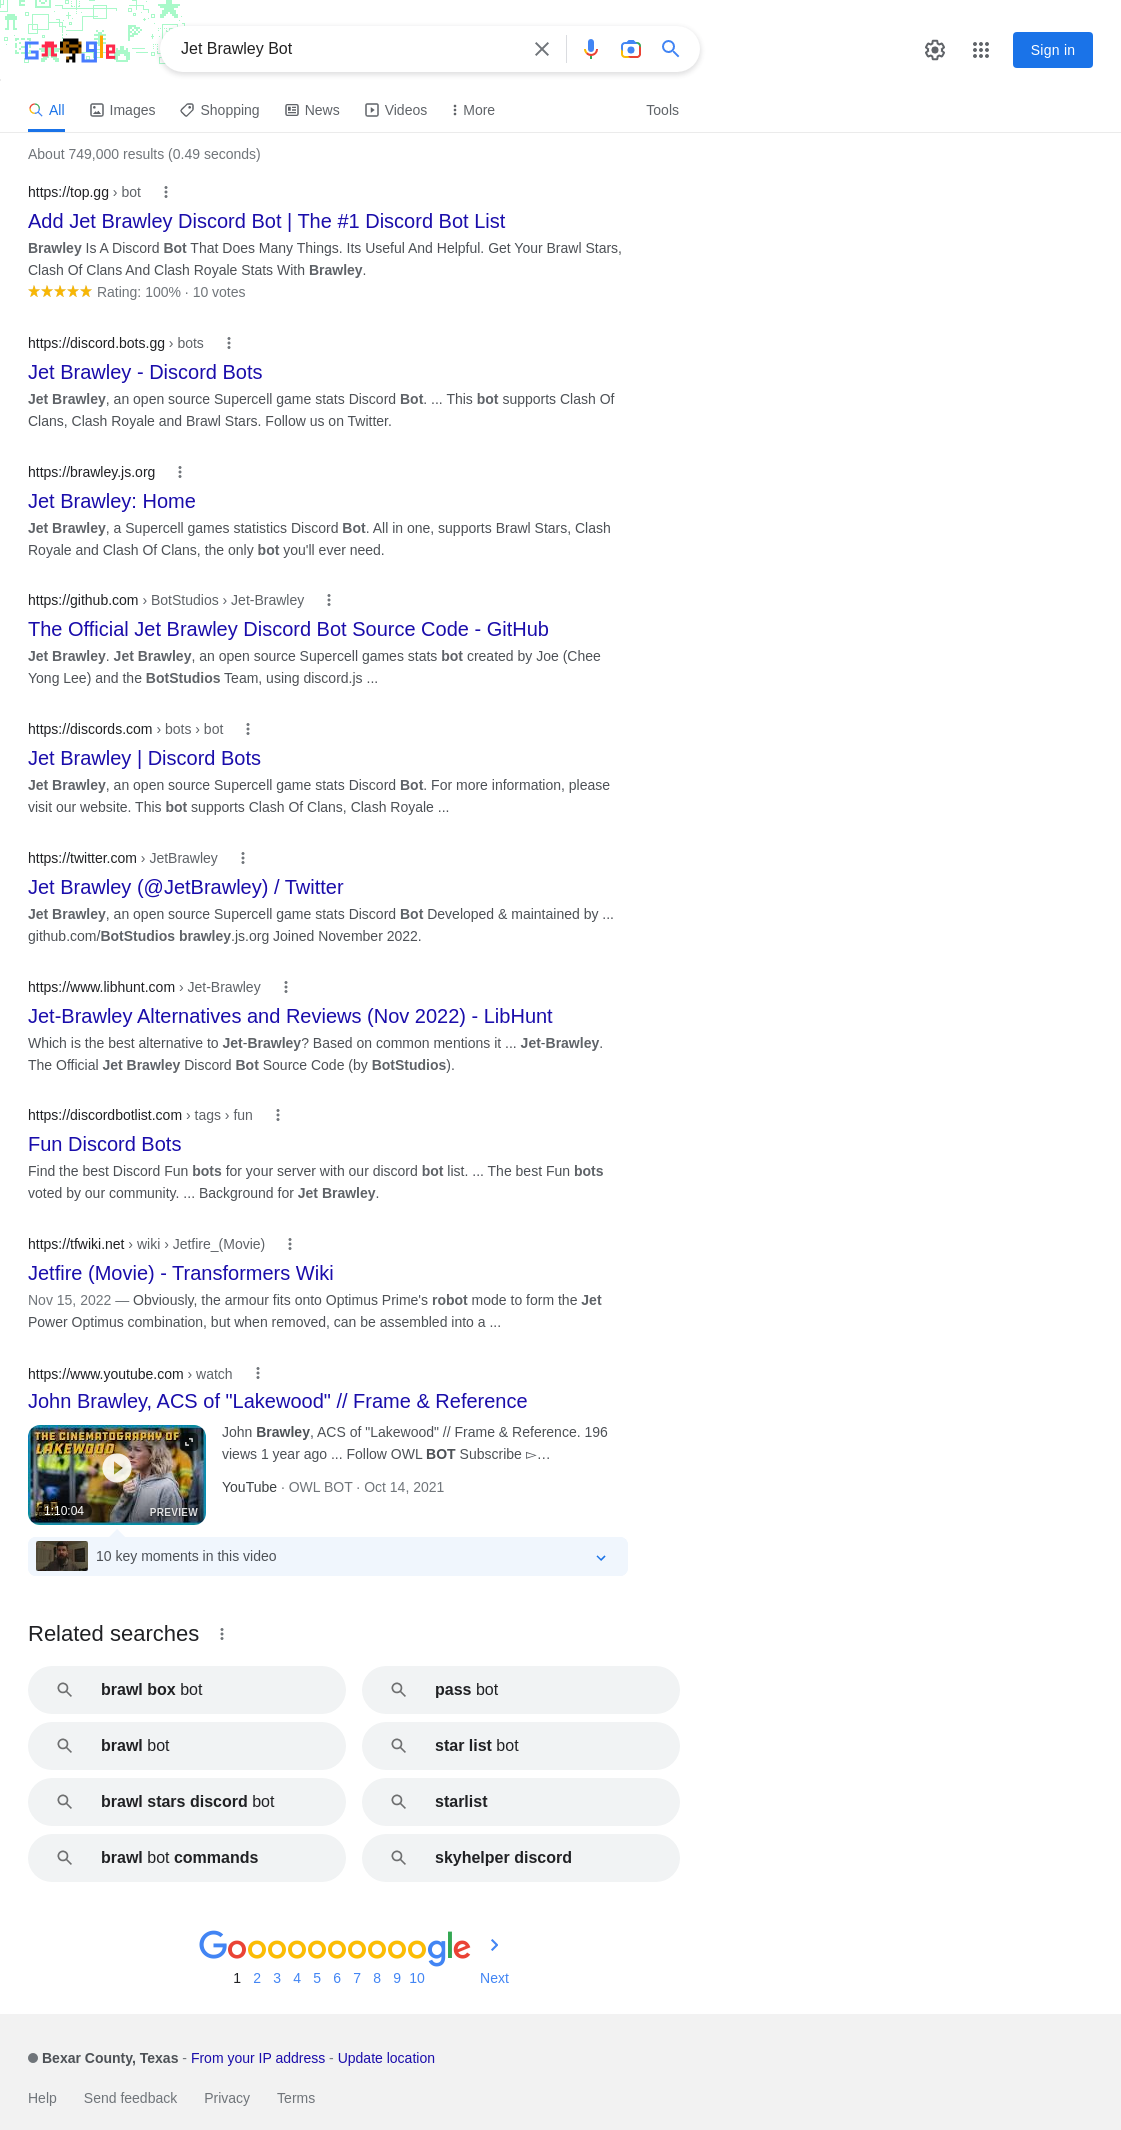 Google
Jet Brawley Bot
Sign in
All Images Shopping News Videos More Tools
About 749,000 results (0.49 seconds)
https://top.gg › bot
Add Jet Brawley Discord Bot | The #1 Discord Bot List
Brawley Is A Discord Bot That Does Many Things. Its Useful And Helpful. Get Your Brawl Stars,
Clash Of Clans And Clash Royale Stats With Brawley.
Rating: 100% · 10 votes
https://discord.bots.gg › bots
Jet Brawley - Discord Bots
Jet Brawley, an open source Supercell game stats Discord Bot. ... This bot supports Clash Of
Clans, Clash Royale and Brawl Stars. Follow us on Twitter.
https://brawley.js.org
Jet Brawley: Home
Jet Brawley, a Supercell games statistics Discord Bot. All in one, supports Brawl Stars, Clash
Royale and Clash Of Clans, the only bot you'll ever need.
https://github.com › BotStudios › Jet-Brawley
The Official Jet Brawley Discord Bot Source Code - GitHub
Jet Brawley. Jet Brawley, an open source Supercell games stats bot created by Joe (Chee
Yong Lee) and the BotStudios Team, using discord.js ...
https://discords.com › bots › bot
Jet Brawley | Discord Bots
Jet Brawley, an open source Supercell game stats Discord Bot. For more information, please
visit our website. This bot supports Clash Of Clans, Clash Royale ...
https://twitter.com › JetBrawley
Jet Brawley (@JetBrawley) / Twitter
Jet Brawley, an open source Supercell game stats Discord Bot Developed & maintained by ...
github.com/BotStudios brawley.js.org Joined November 2022.
https://www.libhunt.com › Jet-Brawley
Jet-Brawley Alternatives and Reviews (Nov 2022) - LibHunt
Which is the best alternative to Jet-Brawley? Based on common mentions it ... Jet-Brawley.
The Official Jet Brawley Discord Bot Source Code (by BotStudios).
https://discordbotlist.com › tags › fun
Fun Discord Bots
Find the best Discord Fun bots for your server with our discord bot list. ... The best Fun bots
voted by our community. ... Background for Jet Brawley.
https://tfwiki.net › wiki › Jetfire_(Movie)
Jetfire (Movie) - Transformers Wiki
Nov 15, 2022 — Obviously, the armour fits onto Optimus Prime's robot mode to form the Jet
Power Optimus combination, but when removed, can be assembled into a ...
https://www.youtube.com › watch
John Brawley, ACS of "Lakewood" // Frame & Reference
THE CINEMATOGRAPHY OF
LAKEWOOD
1:10:04
PREVIEW
John Brawley, ACS of "Lakewood" // Frame & Reference. 196
views 1 year ago ... Follow OWL BOT Subscribe ▻…
YouTube · OWL BOT · Oct 14, 2021
10 key moments in this video
Related searches
brawl box bot
pass bot
brawl bot
star list bot
brawl stars discord bot
starlist
brawl bot commands
skyhelper discord
Goooooooooogle
1 2 3 4 5 6 7 8 9 10 Next
Bexar County, Texas - From your IP address - Update location
Help Send feedback Privacy Terms